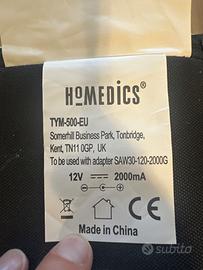 HoMEDICS®
TYM-500-EU
Somerhill Business Park, Tonbridge,
Kent, TN11 0GP, UK
To be used with adapter SAW30-120-2000G
12V 2000mA
CE
Made in China
subito